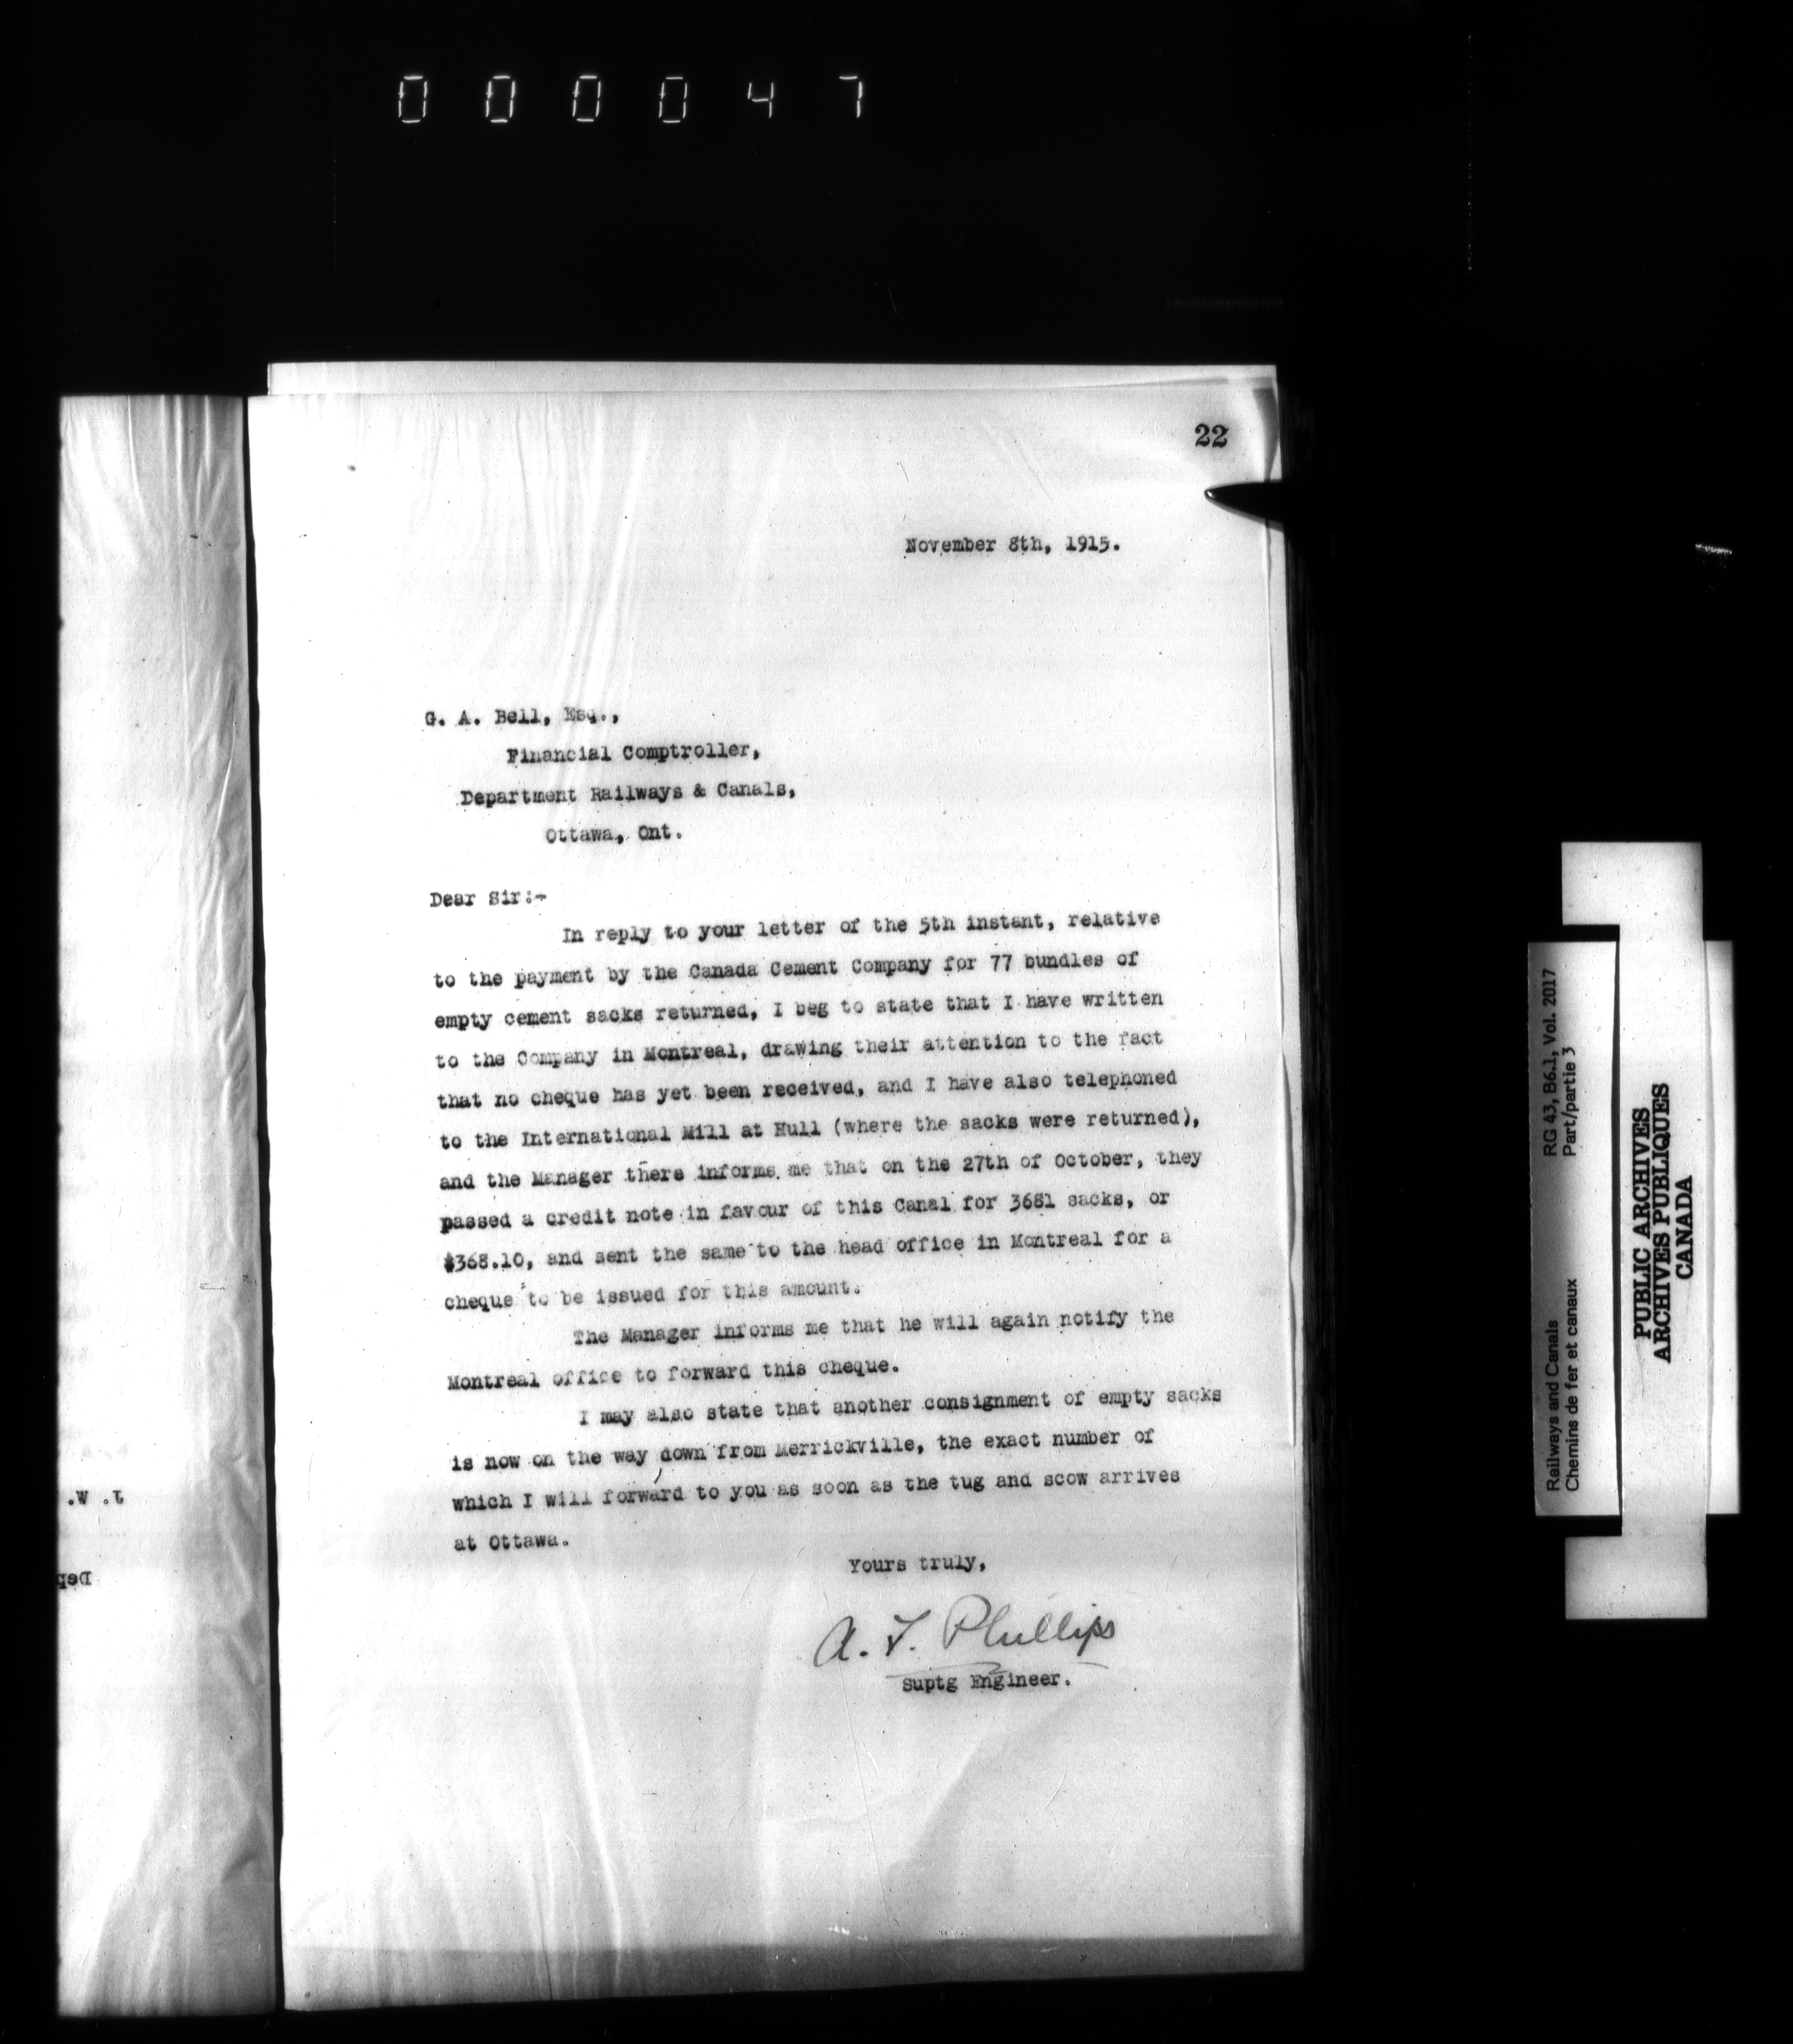 000047
22
November 8th, 1915.
G. A. Bell, Esq.,
Financial Comptroller,
Department Railways & Canals,
Ottawa, Ont.
Dear Sir:-
In reply to your letter of the 5th instant, relative
to the payment by the Canada Cement Company for 77 bundles of
empty cement sacks returned, I beg to state that I have written
to the Company in Montreal, drawing their attention to the fact
that no cheque has yet been received, and I have also telephoned
to the International Mill at Hull (where the sacks were returned),
and the Manager there informs me that on the 27th of October, they
passed a credit note in favour of this Canal for 3681 sacks, or
$368.10, and sent the same to the head office in Montreal for a
cheque to be issued for this amount.
The Manager informs me that he will again notify the
Montreal office to forward this cheque.
I may also state that another consignment of empty sacks
is now on the way down from Merrickville, the exact number of
which I will forward to you as soon as the tug and scow arrives
at Ottawa.
Yours truly,
A. T. Phillips
Suptg Engineer.
Railways and Canals RG 43, B6.1, Vol. 2017
Chemins de fer et canaux Part/partie 3
PUBLIC ARCHIVES
ARCHIVES PUBLIQUES
CANADA